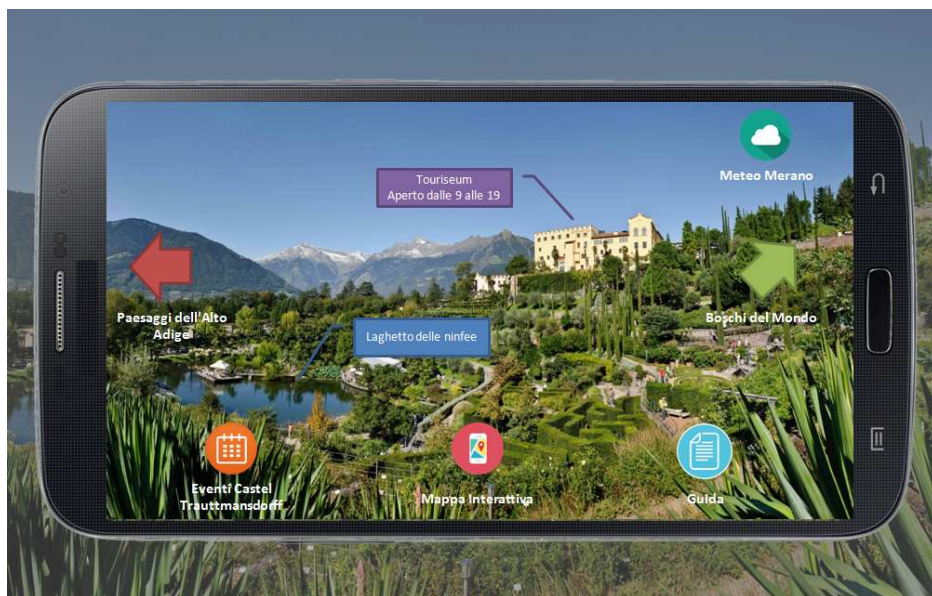 Meteo Merano
Touriseum
Aperto dalle 9 alle 19
Paesaggi dell'Alto
Adige
Boschi del Mondo
Laghetto delle ninfee
Eventi Castel
Trauttmansdorff
Mappa Interattiva
Guida